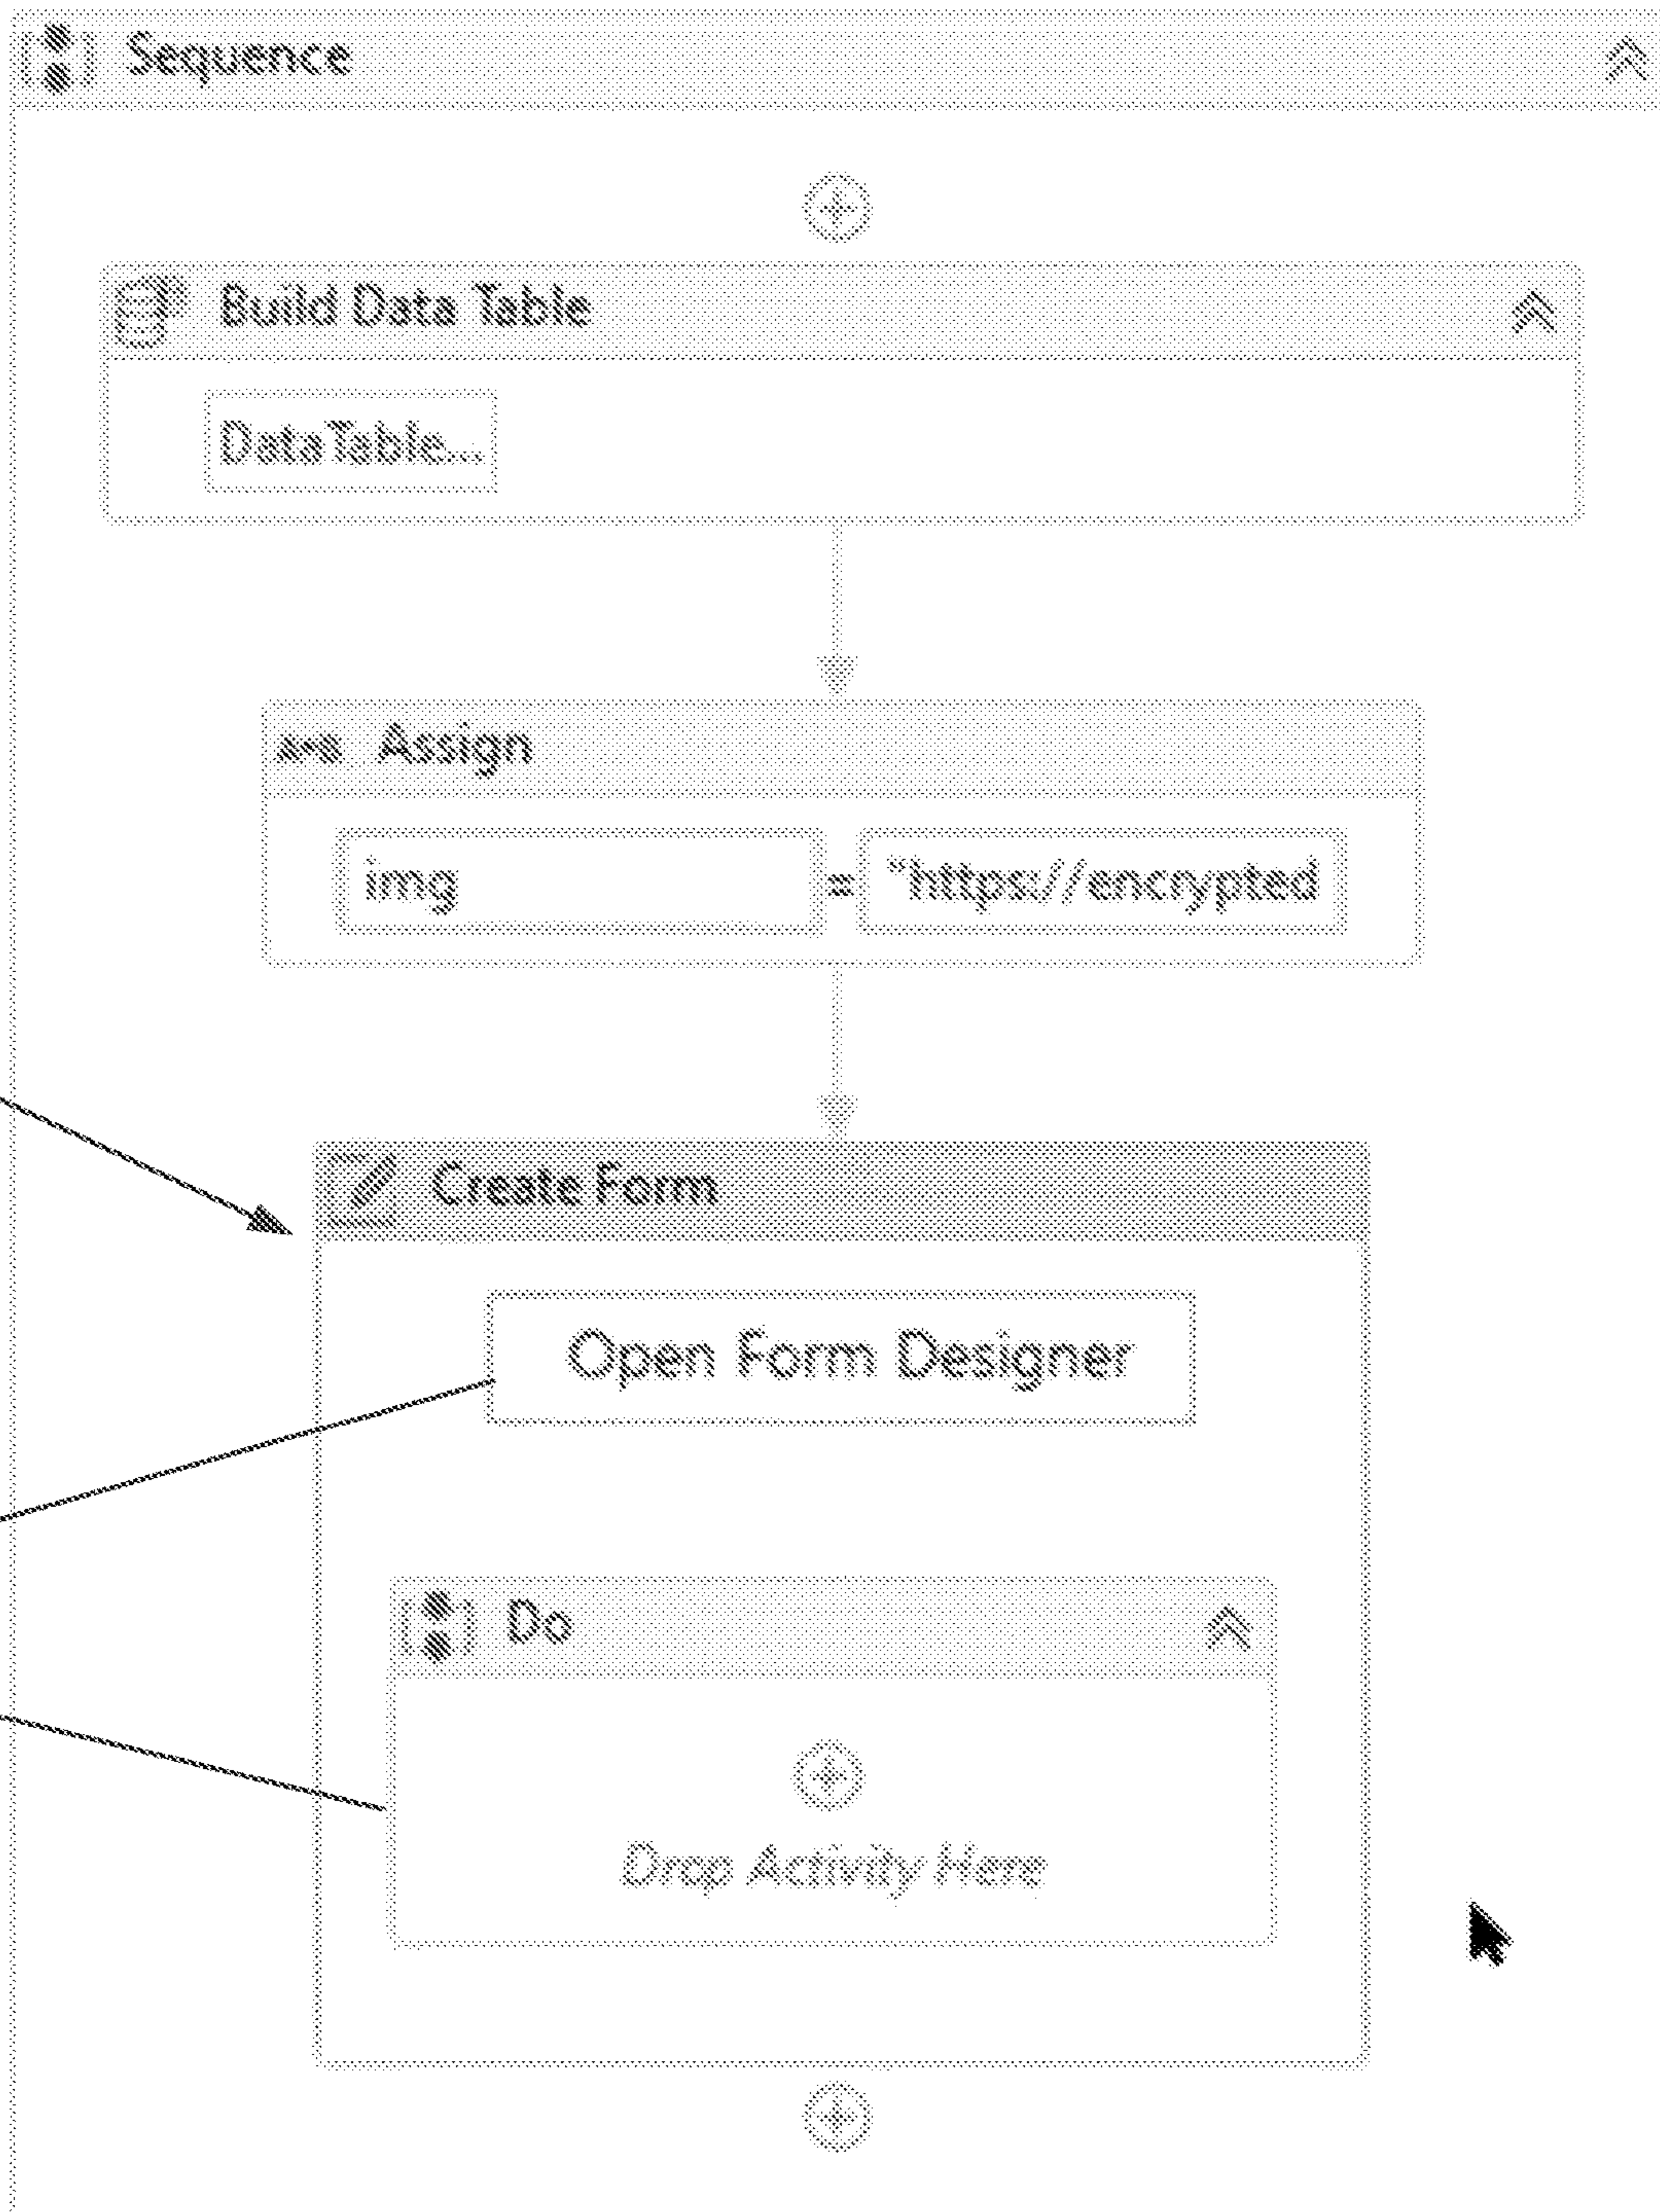 Sequence
Build Data Table
DataTable...
A+B Assign
img = "https://encrypted
Create Form
Open Form Designer
Do
Drop Activity Here